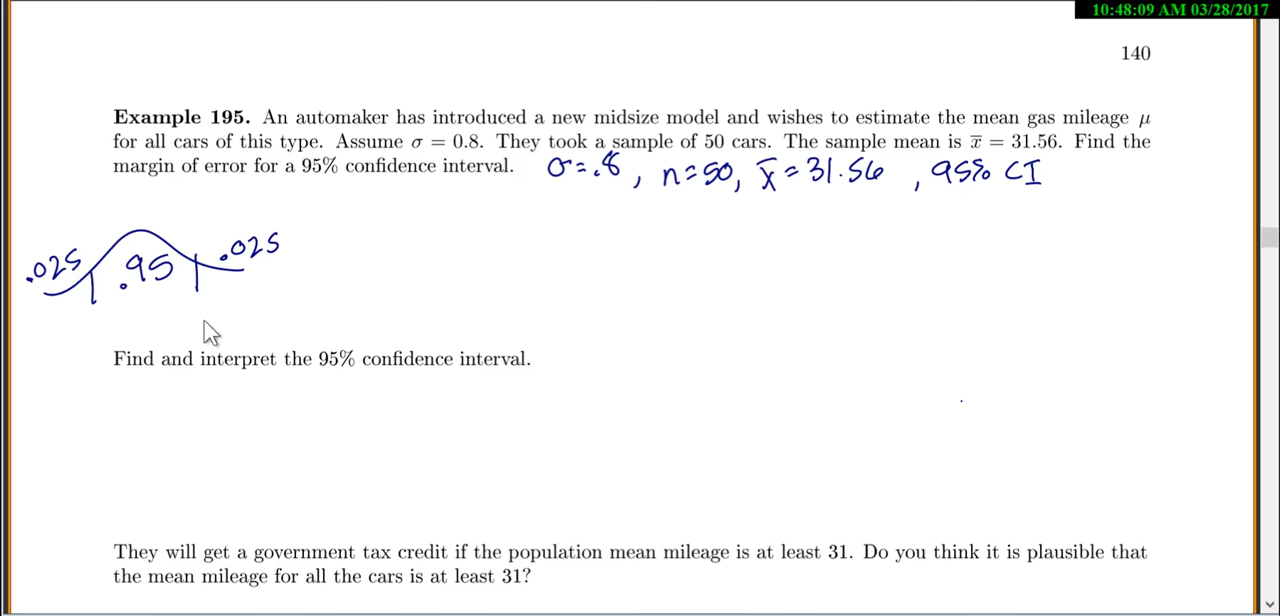 10:48:09 AM 03/28/2017
140
Example 195. An automaker has introduced a new midsize model and wishes to estimate the mean gas mileage μ
for all cars of this type. Assume σ = 0.8. They took a sample of 50 cars. The sample mean is x̅ = 31.56. Find the
margin of error for a 95% confidence interval. σ=.8, n=50, x̅=31.56, 95% CI
.025 .95 .025
Find and interpret the 95% confidence interval.
They will get a government tax credit if the population mean mileage is at least 31. Do you think it is plausible that
the mean mileage for all the cars is at least 31?